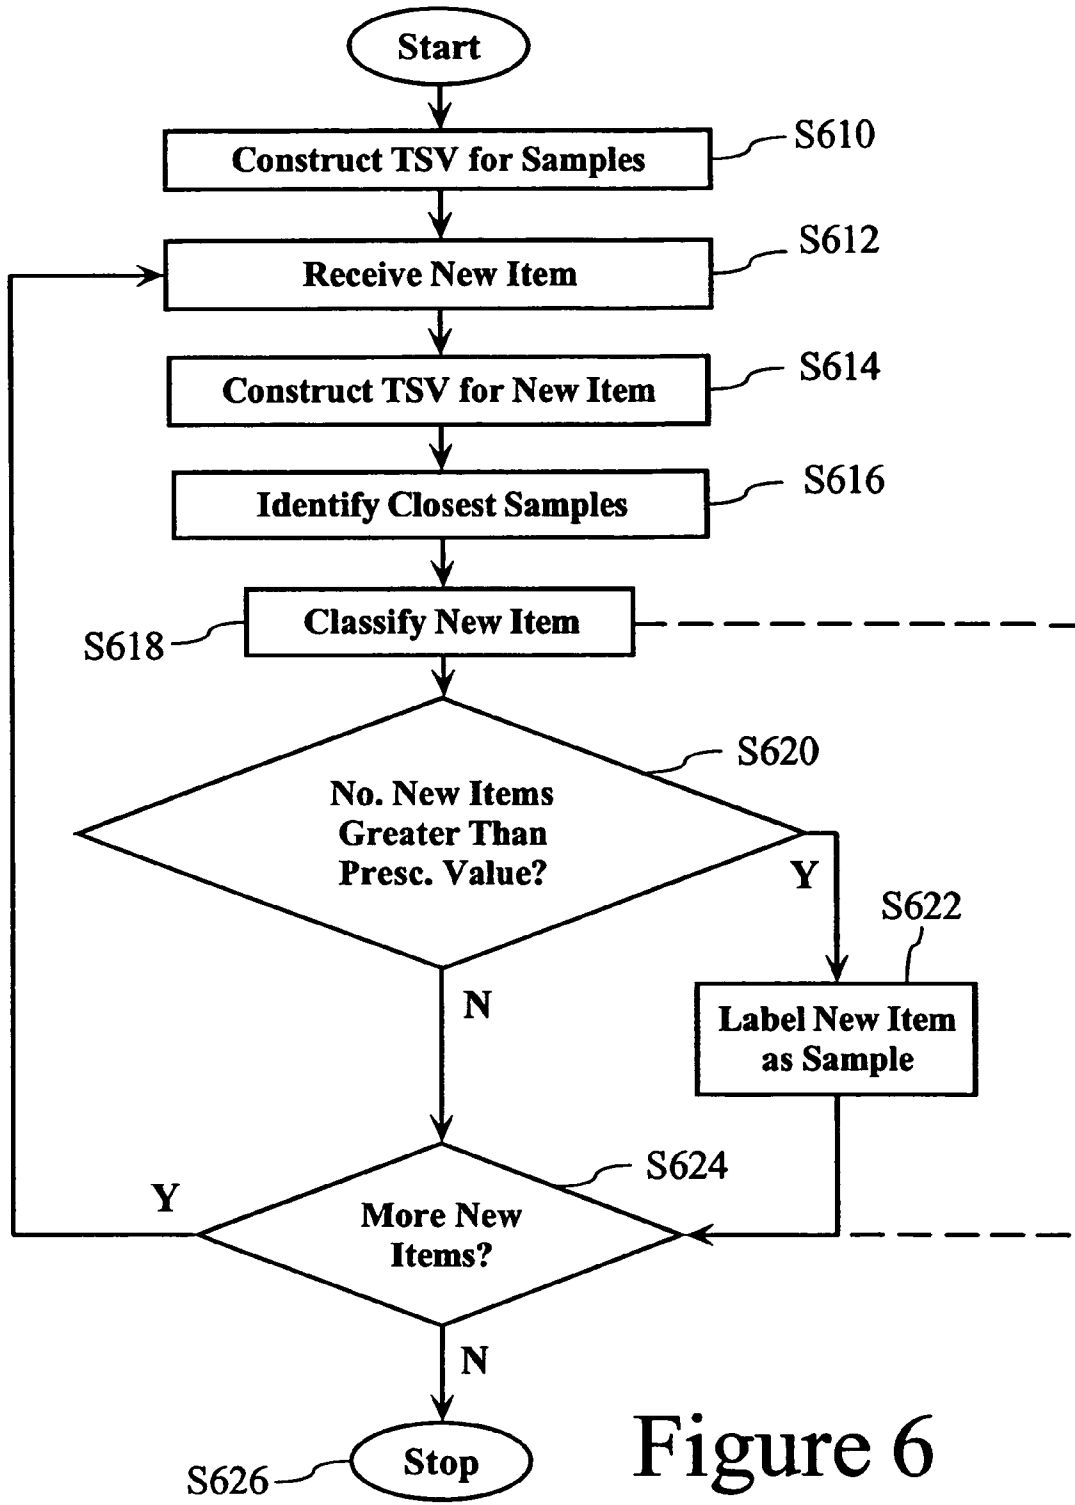 Start
Construct TSV for Samples
S610
Receive New Item
S612
Construct TSV for New Item
S614
Identify Closest Samples
S616
Classify New Item
S618
No. New Items
Greater Than
Presc. Value?
S620
Y
S622
Label New Item
as Sample
N
More New
Items?
S624
Y
N
Stop
S626
Figure 6